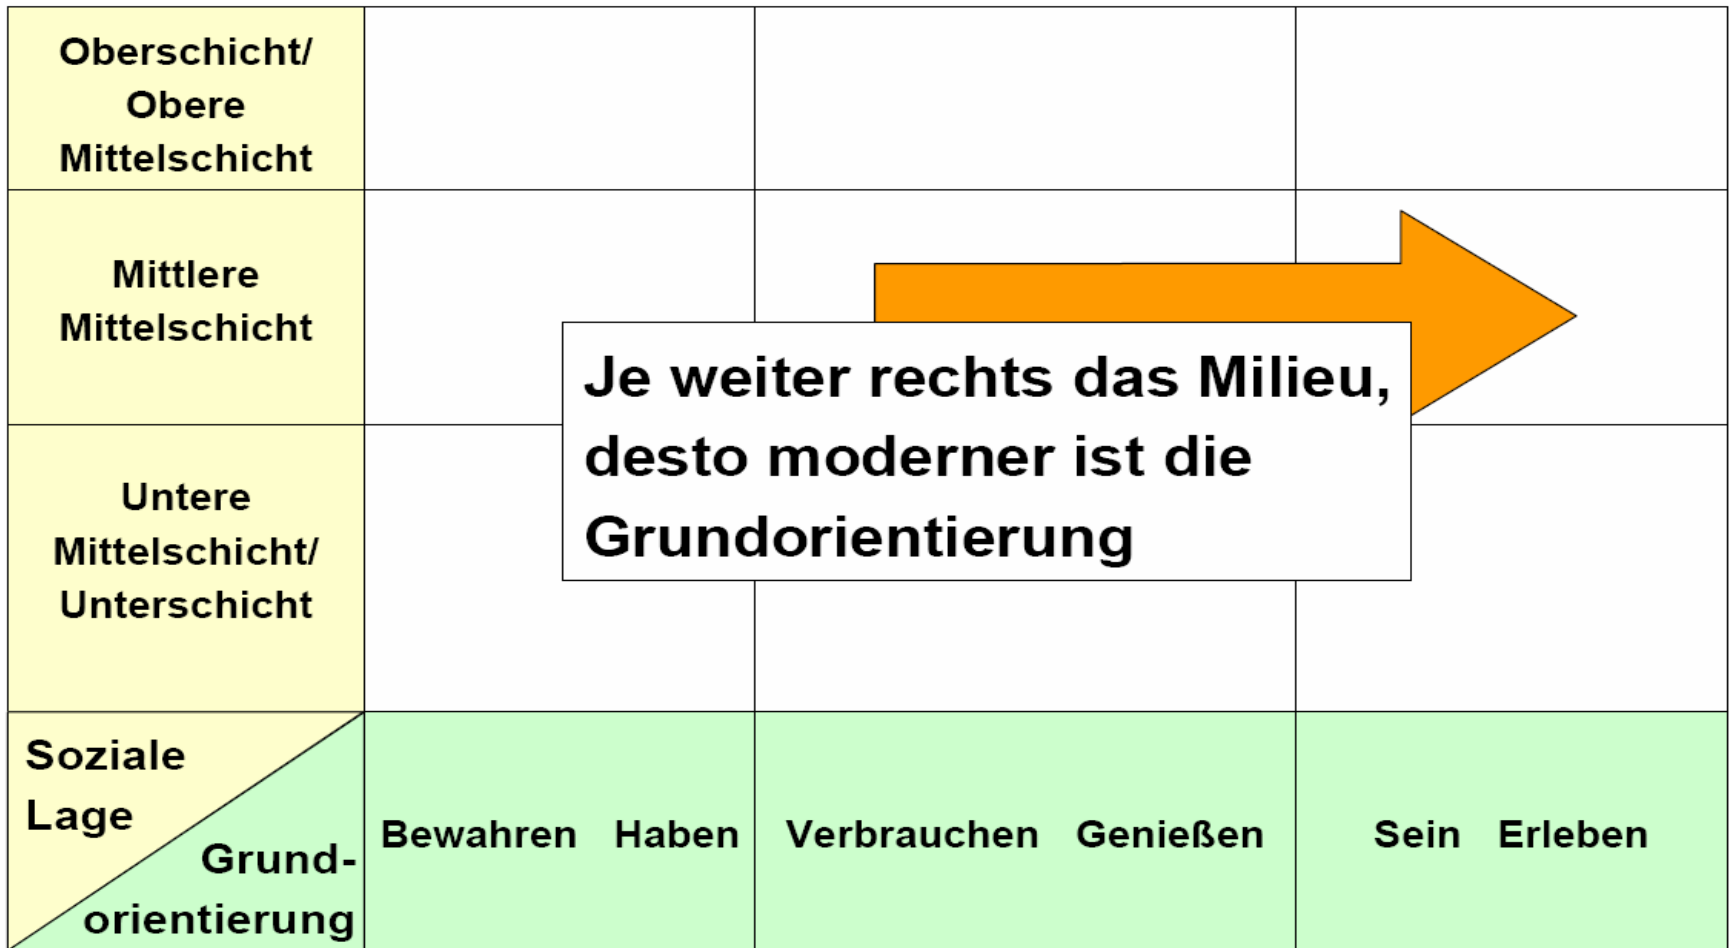 Oberschicht/
Obere
Mittelschicht
Mittlere
Mittelschicht
Je weiter rechts das Milieu,
desto moderner ist die
Grundorientierung
Untere
Mittelschicht/
Unterschicht
Soziale
Lage
Grund-
orientierung
Bewahren Haben
Verbrauchen Genießen
Sein Erleben